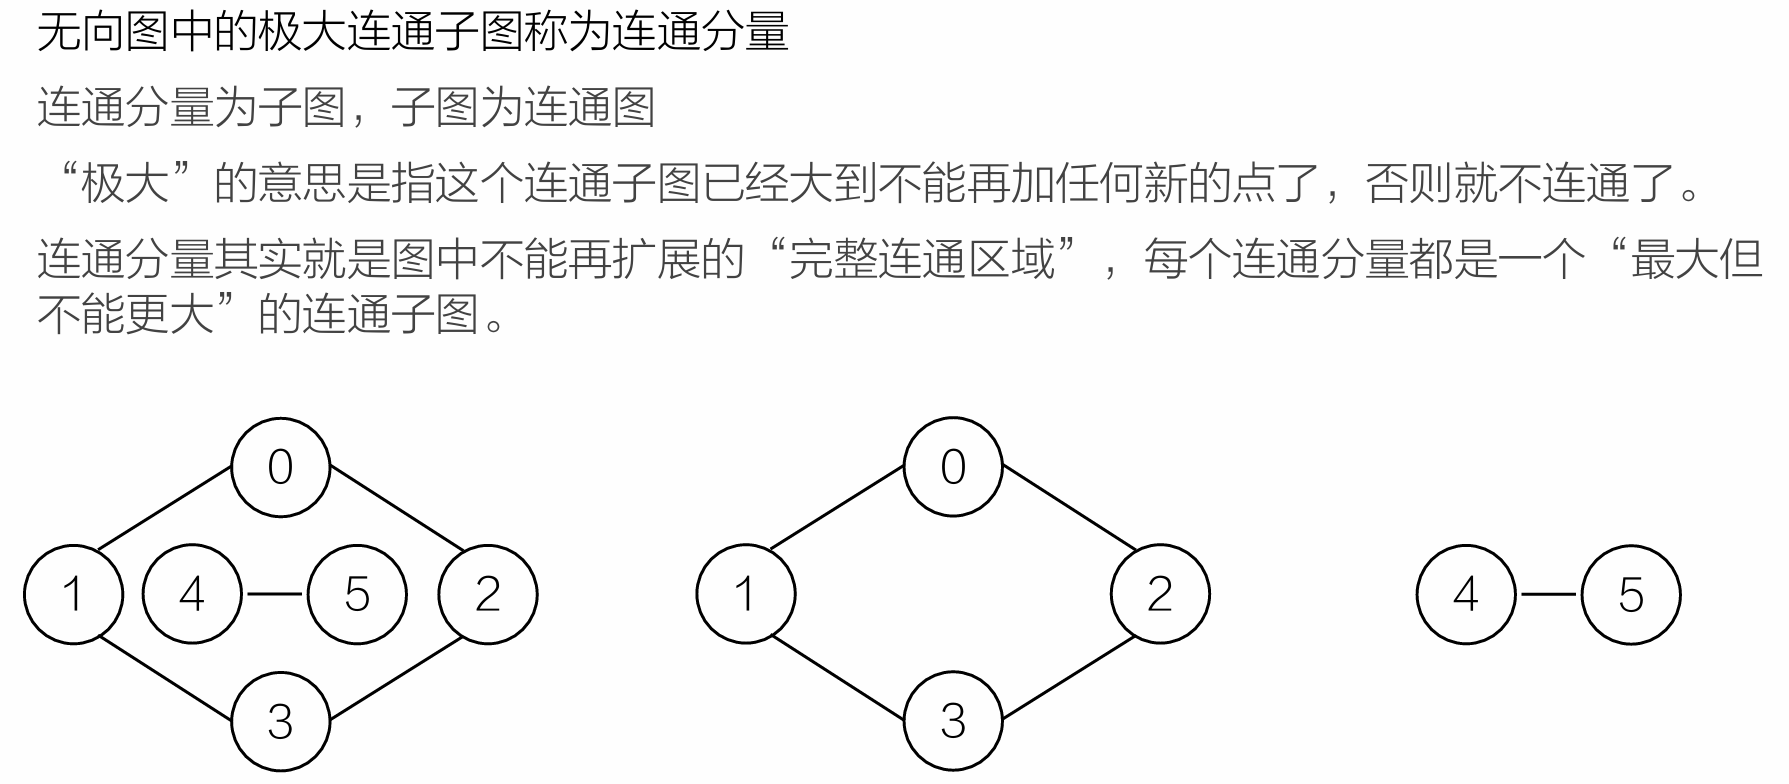 无向图中的极大连通子图称为连通分量
连通分量为子图，子图为连通图
“极大”的意思是指这个连通子图已经大到不能再加任何新的点了，否则就不连通了。
连通分量其实就是图中不能再扩展的“完整连通区域”，每个连通分量都是一个“最大但
不能更大”的连通子图。
0
1 4 5 2
3
0
1 2
3
4 5